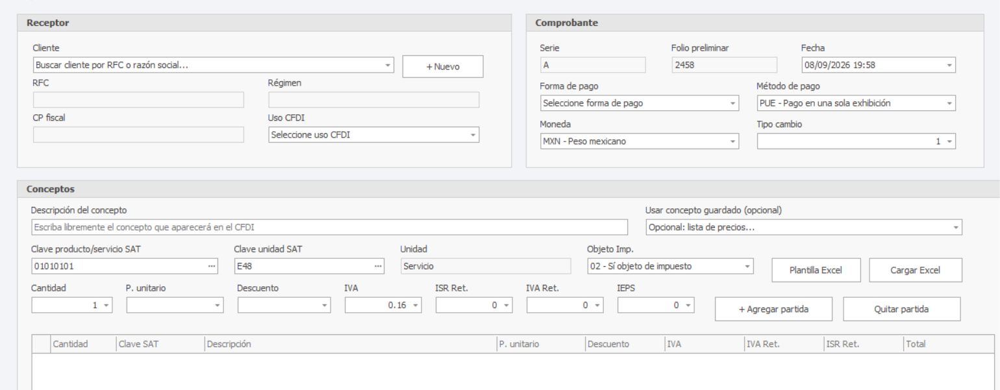 Receptor
Cliente
Buscar cliente por RFC o razón social...
+ Nuevo
RFC
Régimen
CP fiscal
Uso CFDI
Seleccione uso CFDI
Comprobante
Serie
Folio preliminar
Fecha
A
2458
08/09/2026 19:58
Forma de pago
Método de pago
Seleccione forma de pago
PUE - Pago en una sola exhibición
Moneda
Tipo cambio
MXN - Peso mexicano
1
Conceptos
Descripción del concepto
Usar concepto guardado (opcional)
Escriba libremente el concepto que aparecerá en el CFDI
Opcional: lista de precios...
Clave producto/servicio SAT
Clave unidad SAT
Unidad
Objeto Imp.
01010101
...
E48
...
Servicio
02 - Sí objeto de impuesto
Plantilla Excel
Cargar Excel
Cantidad
P. unitario
Descuento
IVA
ISR Ret.
IVA Ret.
IEPS
1
0.16
0
0
0
+ Agregar partida
Quitar partida
Cantidad
Clave SAT
Descripción
P. unitario
Descuento
IVA
IVA Ret.
ISR Ret.
Total